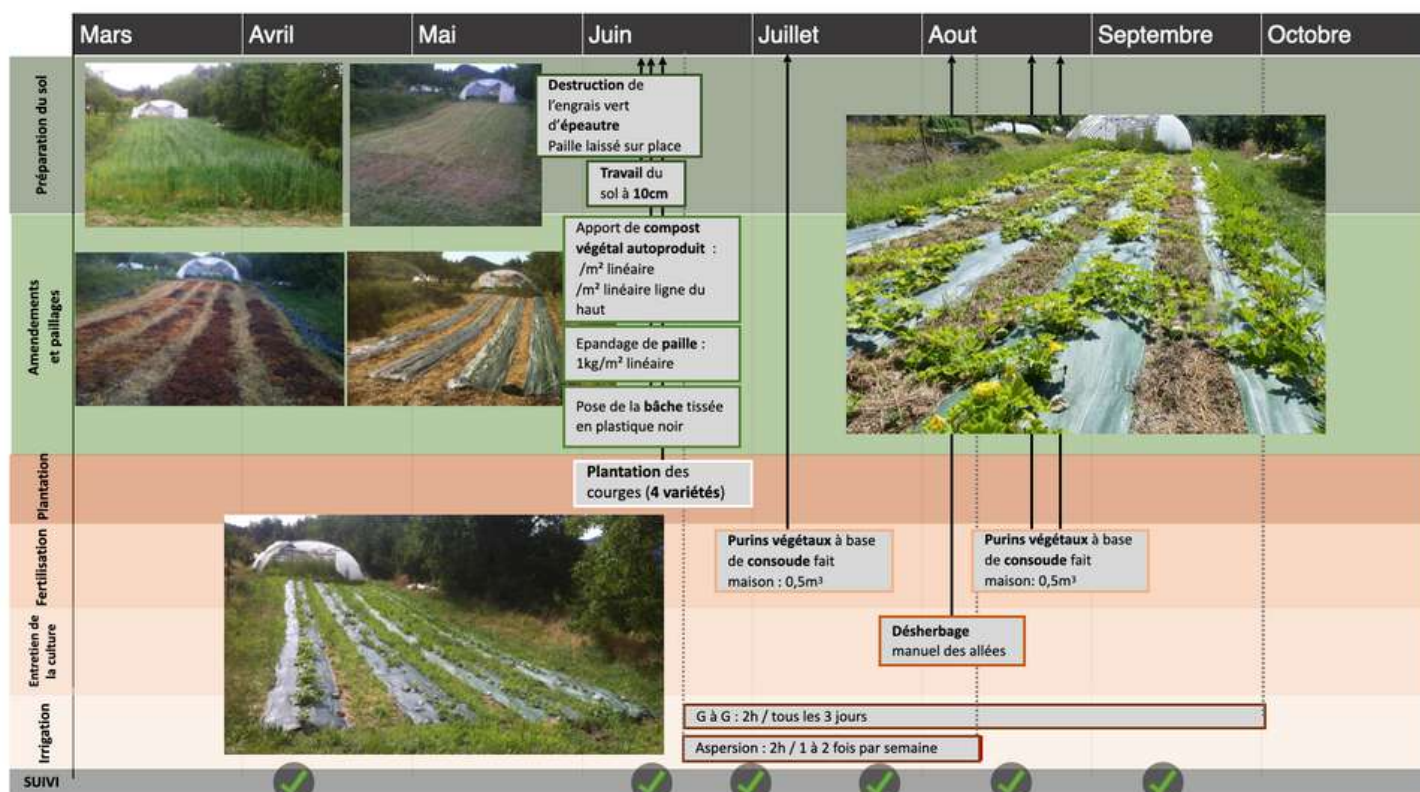 Mars Avril Mai Juin Juillet Aout Septembre Octobre
Préparation du sol
Destruction de
l'engrais vert
d'épeautre
Paille laissé sur place
Travail du
sol à 10cm
Amendements
et paillages
Apport de compost
végétal autoproduit :
/m² linéaire
/m² linéaire ligne du
haut
Epandage de paille :
1kg/m² linéaire
Pose de la bâche tissée
en plastique noir
Plantation
Plantation des
courges (4 variétés)
Fertilisation
Purins végétaux à base
de consoude fait
maison : 0,5m³
Purins végétaux à base
de consoude fait
maison: 0,5m³
Entretien de
la culture
Désherbage
manuel des allées
Irrigation
G à G : 2h / tous les 3 jours
Aspersion : 2h / 1 à 2 fois par semaine
SUIVI